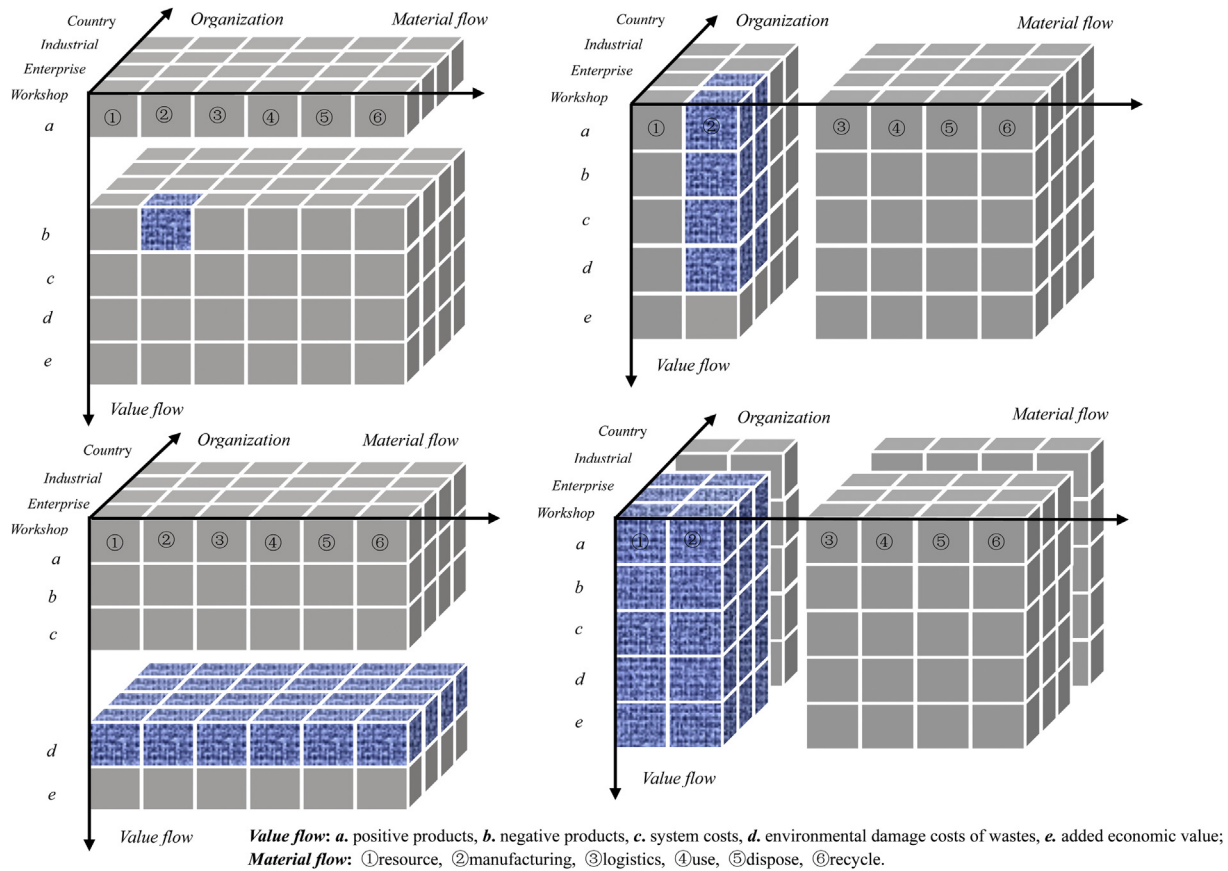 Country
Organization
Material flow
Industrial
Enterprise
Workshop
a ① ② ③ ④ ⑤ ⑥
b
c
d
e
Value flow
Country
Organization
Material flow
Industrial
Enterprise
Workshop
a ① ② ③ ④ ⑤ ⑥
b
c
d
e
Value flow
Country
Organization
Material flow
Industrial
Enterprise
Workshop
a ① ② ③ ④ ⑤ ⑥
b
c
d
e
Value flow
Country
Organization
Material flow
Industrial
Enterprise
Workshop
a ① ② ③ ④ ⑤ ⑥
b
c
d
e
Value flow
Value flow: a. positive products, b. negative products, c. system costs, d. environmental damage costs of wastes, e. added economic value;
Material flow: ①resource, ②manufacturing, ③logistics, ④use, ⑤dispose, ⑥recycle.